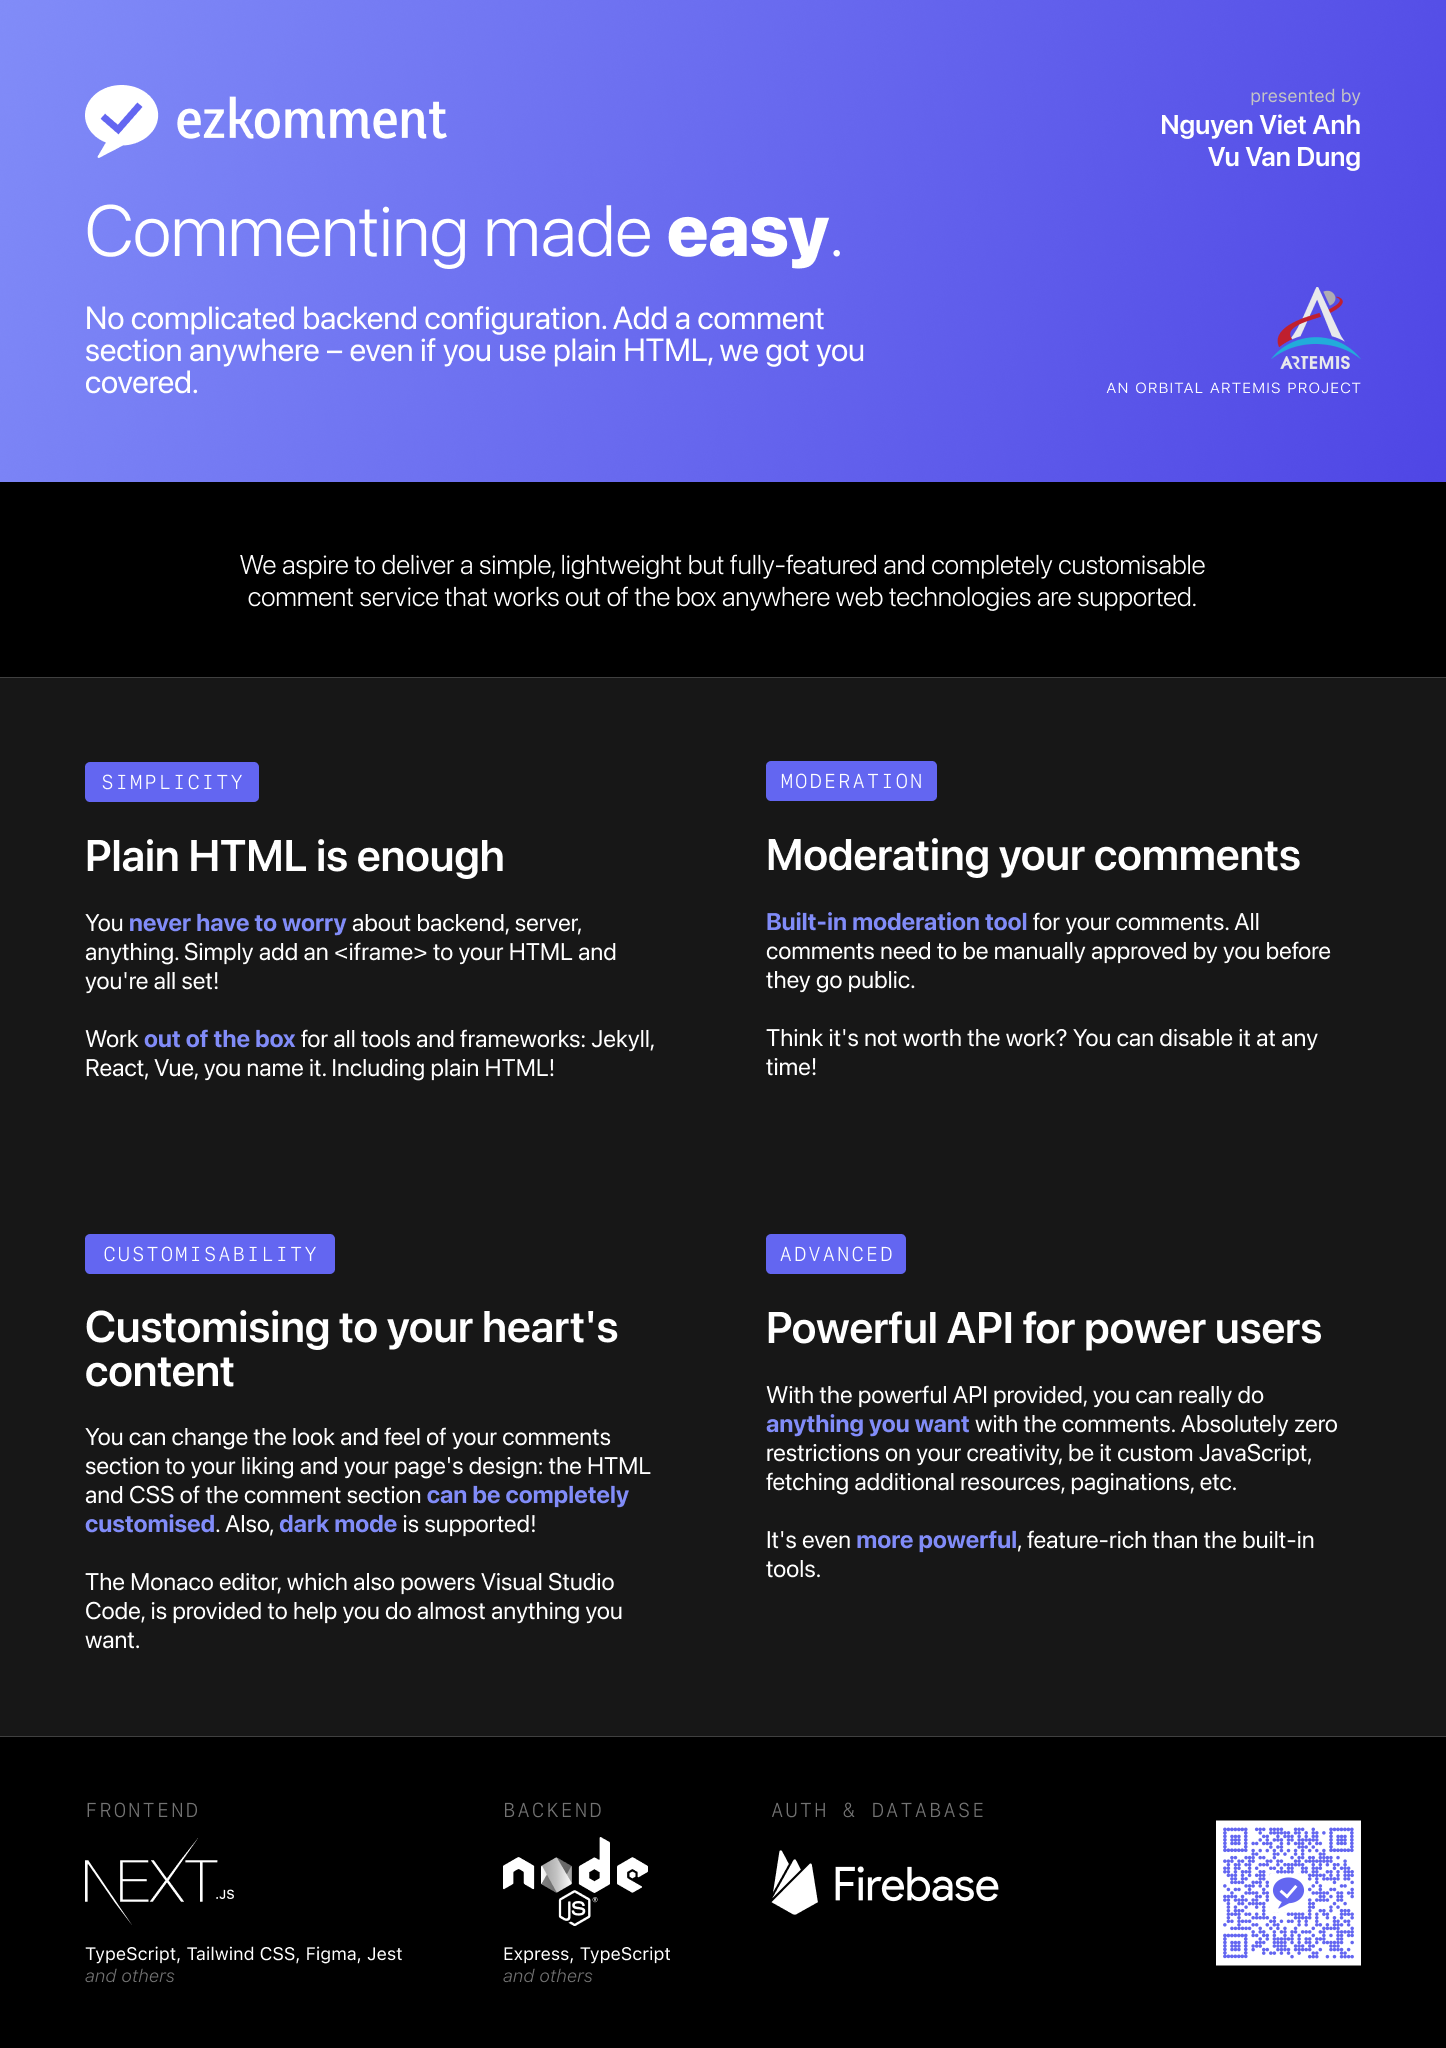 ezkomment
presented by
Nguyen Viet Anh
Vu Van Dung
Commenting made easy.
No complicated backend configuration. Add a comment
section anywhere – even if you use plain HTML, we got you
covered.
ARTEMIS
AN ORBITAL ARTEMIS PROJECT
We aspire to deliver a simple, lightweight but fully-featured and completely customisable
comment service that works out of the box anywhere web technologies are supported.
SIMPLICITY
Plain HTML is enough
You never have to worry about backend, server,
anything. Simply add an <iframe> to your HTML and
you're all set!
Work out of the box for all tools and frameworks: Jekyll,
React, Vue, you name it. Including plain HTML!
MODERATION
Moderating your comments
Built-in moderation tool for your comments. All
comments need to be manually approved by you before
they go public.
Think it's not worth the work? You can disable it at any
time!
CUSTOMISABILITY
Customising to your heart's
content
You can change the look and feel of your comments
section to your liking and your page's design: the HTML
and CSS of the comment section can be completely
customised. Also, dark mode is supported!
The Monaco editor, which also powers Visual Studio
Code, is provided to help you do almost anything you
want.
ADVANCED
Powerful API for power users
With the powerful API provided, you can really do
anything you want with the comments. Absolutely zero
restrictions on your creativity, be it custom JavaScript,
fetching additional resources, paginations, etc.
It's even more powerful, feature-rich than the built-in
tools.
FRONTEND
NEXT.JS
TypeScript, Tailwind CSS, Figma, Jest
and others
BACKEND
node
JS®
Express, TypeScript
and others
AUTH & DATABASE
Firebase